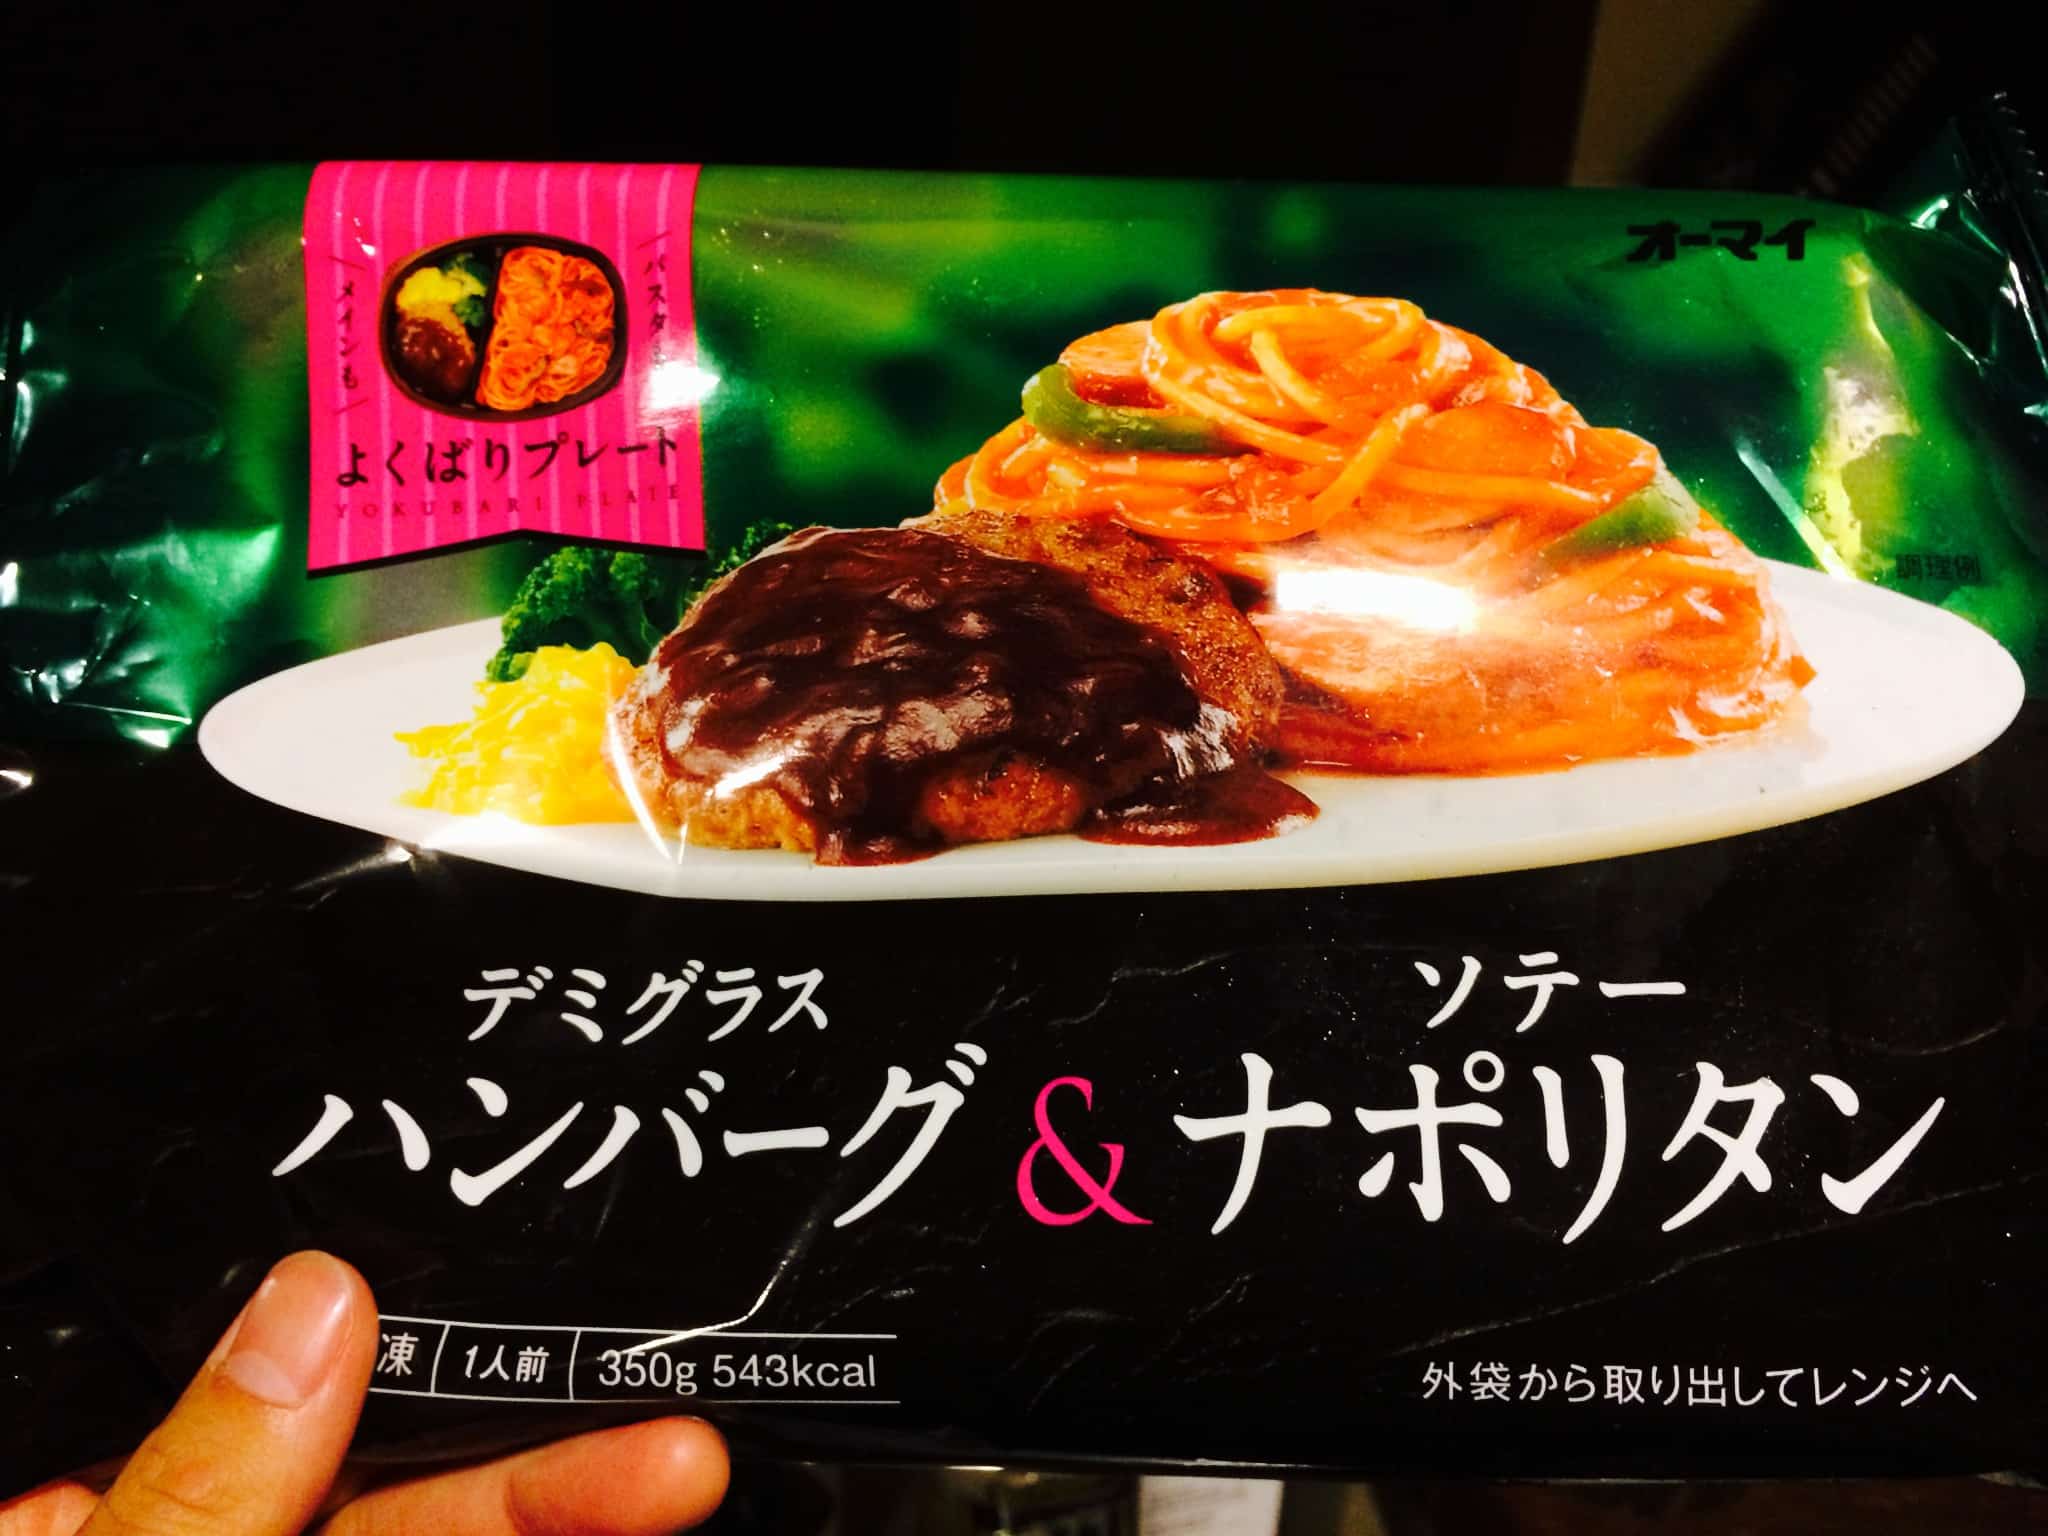 オーマイ
メインも
パスタも
よくばりプレート
YOKUBARI PLATE
調理例
デミグラス
ハンバーグ
&
ソテー
ナポリタン
凍 1人前 350g 543kcal
外袋から取り出してレンジへ